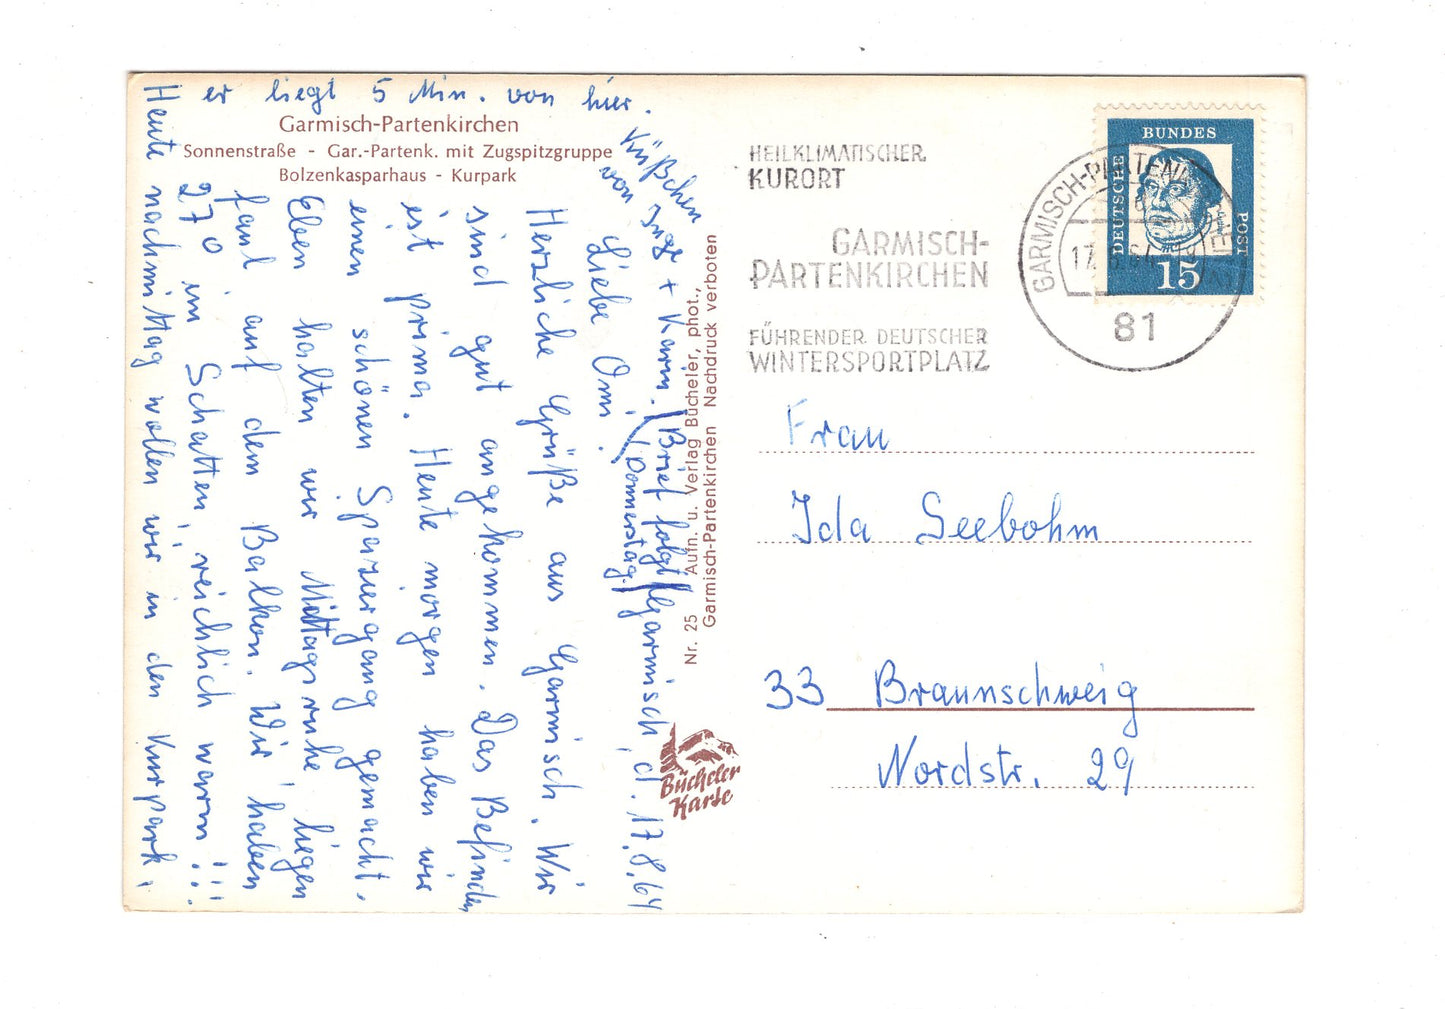 Garmisch-Partenkirchen
Sonnenstraße - Gar.-Partenk. mit Zugspitzgruppe
Bolzenkasparhaus - Kurpark
Garmisch, d. 17.8.64
Liebe Omi.
Herzliche Grüße aus Garmisch. Wir
sind gut angekommen. Das Befinden
ist prima. Heute morgen haben wir
einen schönen Spaziergang gemacht.
Eben halten wir Mittagsruhe, liegen
faul auf dem Balkon. Wir haben
27° im Schatten, reichlich warm!!!
Heute nachmittag wollen wir in den Kurpark,
er liegt 5 Min. von hier.
Küßchen
von Inge + Karin.
(Brief folgt
(Donnerstag)
Nr. 25 Aufn. u. Verlag Bücheler, phot.,
Garmisch-Partenkirchen Nachdruck verboten
Bücheler
Karte
HEILKLIMATISCHER
KURORT
GARMISCH-
PARTENKIRCHEN
FÜHRENDER DEUTSCHER
WINTERSPORTPLATZ
GARMISCH-PARTENKIRCHEN
81
DEUTSCHE
BUNDES
POST
15
Frau
Ida Seebohm
33 Braunschweig
Nordstr. 29